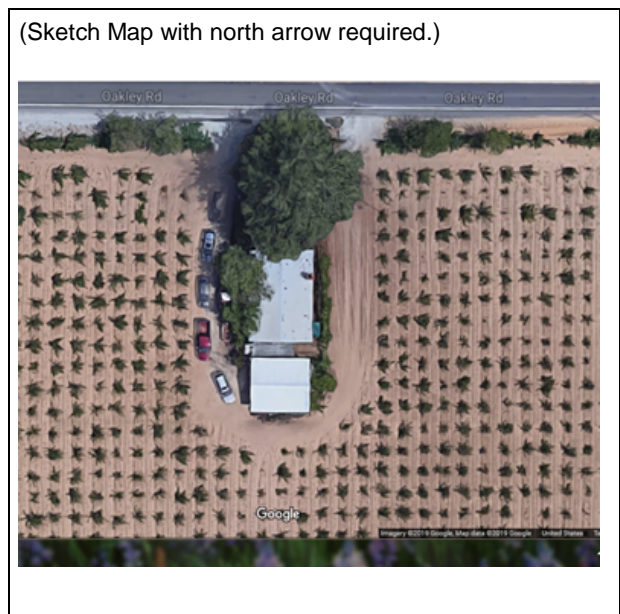 (Sketch Map with north arrow required.)
Oakley Rd Oakley Rd Oakley Rd
Google
Imagery ©2019 Google, Map data ©2019 Google United States